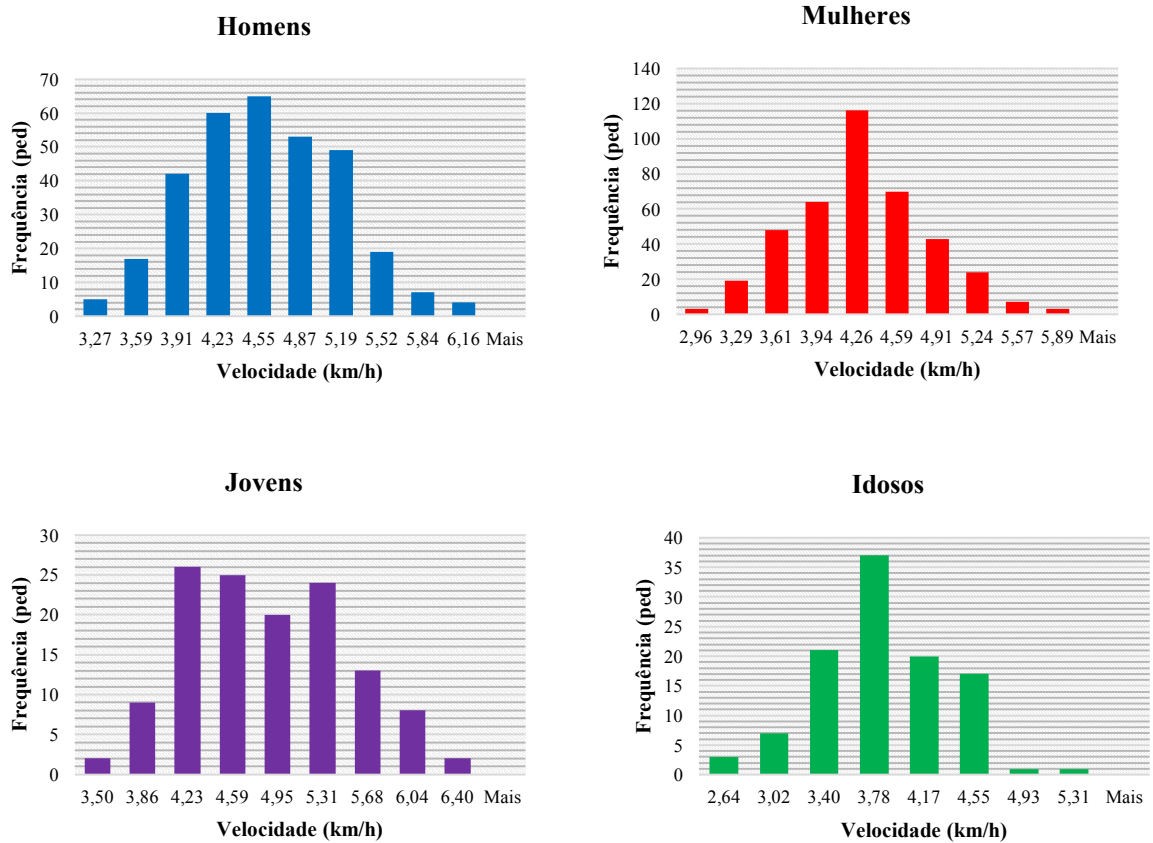 Homens
70
60
50
40
30
20
10
0
Frequência (ped)
3,27 3,59 3,91 4,23 4,55 4,87 5,19 5,52 5,84 6,16 Mais
Velocidade (km/h)
Mulheres
140
120
100
80
60
40
20
0
Frequência (ped)
2,96 3,29 3,61 3,94 4,26 4,59 4,91 5,24 5,57 5,89 Mais
Velocidade (km/h)
Jovens
30
25
20
15
10
5
0
Frequência (ped)
3,50 3,86 4,23 4,59 4,95 5,31 5,68 6,04 6,40 Mais
Velocidade (km/h)
Idosos
40
35
30
25
20
15
10
5
0
Frequência (ped)
2,64 3,02 3,40 3,78 4,17 4,55 4,93 5,31 Mais
Velocidade (km/h)